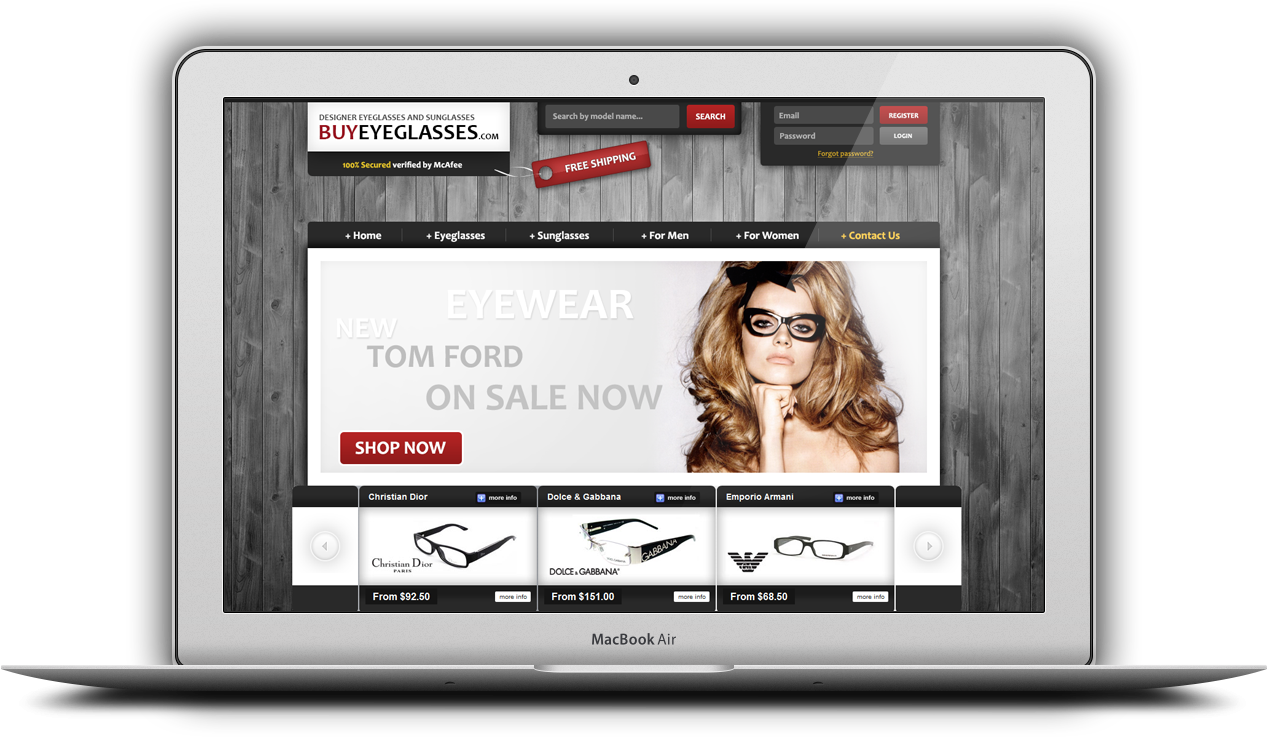 DESIGNER EYEGLASSES AND SUNGLASSES
BUYEYEGLASSES.COM
100% Secured verified by McAfee
FREE SHIPPING
Search by model name...
SEARCH
Email
REGISTER
Password
LOGIN
Forgot password?
+ Home
+ Eyeglasses
+ Sunglasses
+ For Men
+ For Women
+ Contact Us
EYEWEAR
NEW
TOM FORD
ON SALE NOW
SHOP NOW
Christian Dior
more info
Dolce & Gabbana
more info
Emporio Armani
more info
Christian Dior
PARIS
DOLCE & GABBANA
GABBANA
From $92.50
more info
From $151.00
more info
From $68.50
more info
MacBook Air